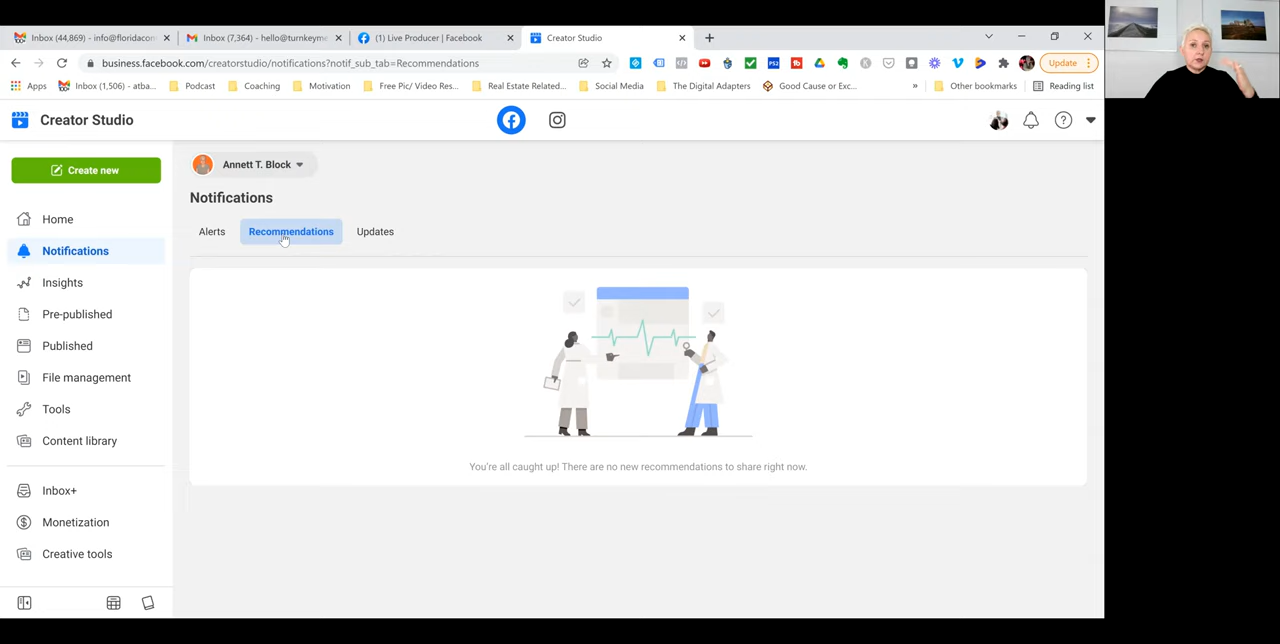 Inbox (44,869) - info@floridacom
Inbox (7,364) - hello@turnkeyme
(1) Live Producer | Facebook
Creator Studio
business.facebook.com/creatorstudio/notifications?notif_sub_tab=Recommendations
Update
Apps
Inbox (1,506) - atba...
Podcast
Coaching
Motivation
Free Pic/ Video Res...
Real Estate Related...
Social Media
The Digital Adapters
Good Cause or Exc...
»
Other bookmarks
Reading list
Creator Studio
Create new
Annett T. Block
Notifications
Home
Alerts
Recommendations
Updates
Notifications
Insights
Pre-published
Published
File management
Tools
Content library
You're all caught up! There are no new recommendations to share right now.
Inbox+
Monetization
Creative tools